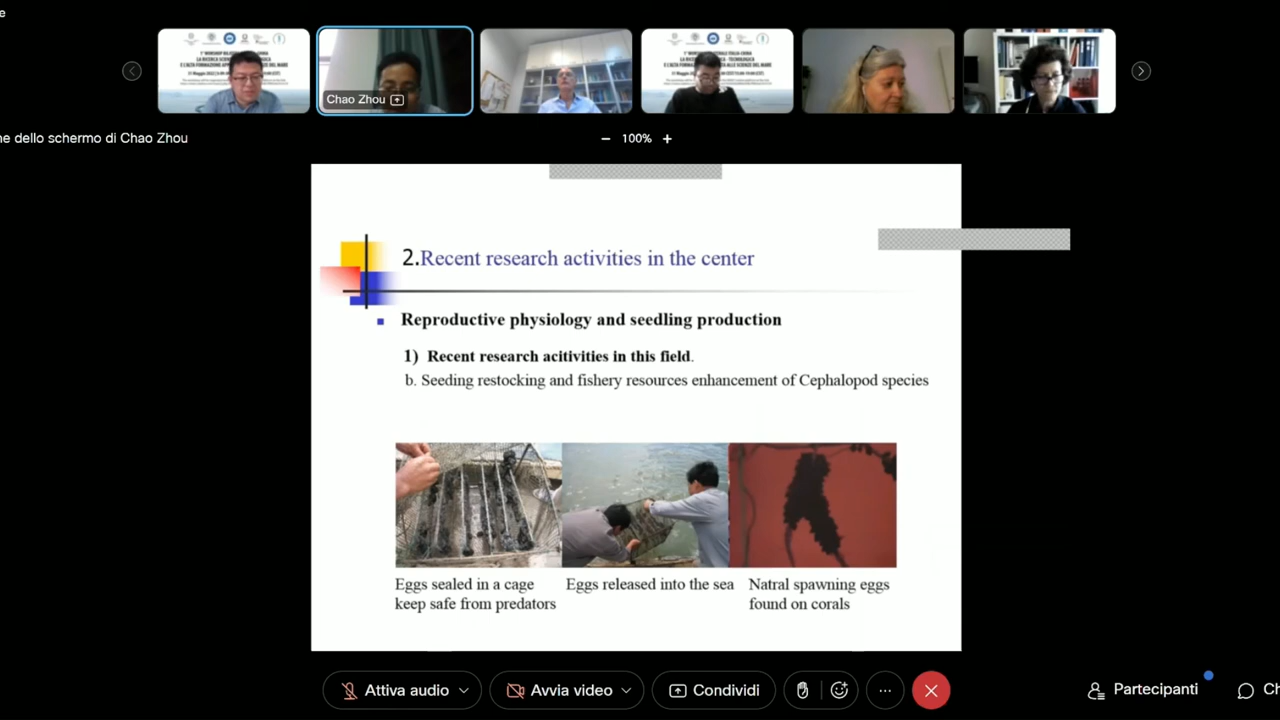 e
1° WORKSHOP
Chao Zhou
ne dello schermo di Chao Zhou
100%
2.Recent research activities in the center
Reproductive physiology and seedling production
1) Recent research acitivities in this field.
b. Seeding restocking and fishery resources enhancement of Cephalopod species
Eggs sealed in a cage
keep safe from predators
Eggs released into the sea
Natral spawning eggs
found on corals
Attiva audio
Avvia video
Condividi
Partecipanti
Ch